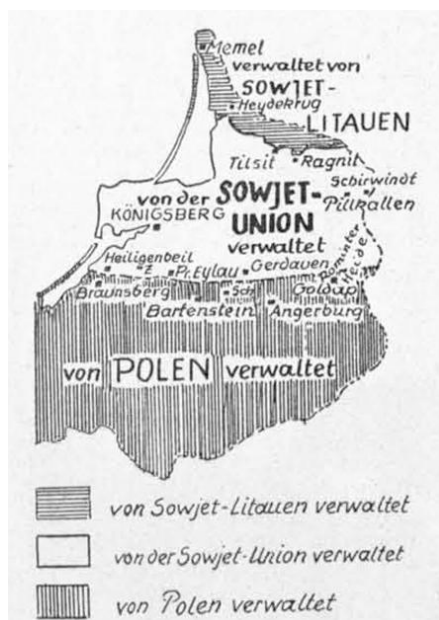 Memel
verwaltet von
SOWJET-
Heydekrug
LITAUEN
Tilsit Ragnit
Schirwindt
Pillkallen
von der SOWJET-
KÖNIGSBERG UNION
verwaltet
Heiligenbeil
Z. Pr. Eylau Gerdauen
Rominter
Heide
Braunsberg Sch. Goldap
Bartenstein Angerburg
von POLEN verwaltet
von Sowjet-Litauen verwaltet
von der Sowjet-Union verwaltet
von Polen verwaltet